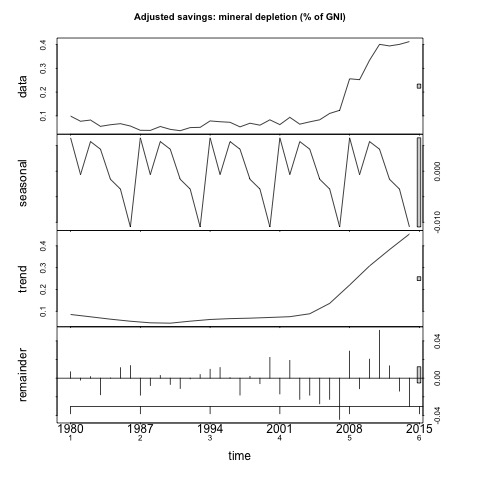 Adjusted savings: mineral depletion (% of GNI)
data
0.1 0.2 0.3 0.4
seasonal
-0.010 0.000
trend
0.1 0.2 0.3 0.4
remainder
-0.04 0.00 0.04
1980 1987 1994 2001 2008 2015
1 2 3 4 5 6
time